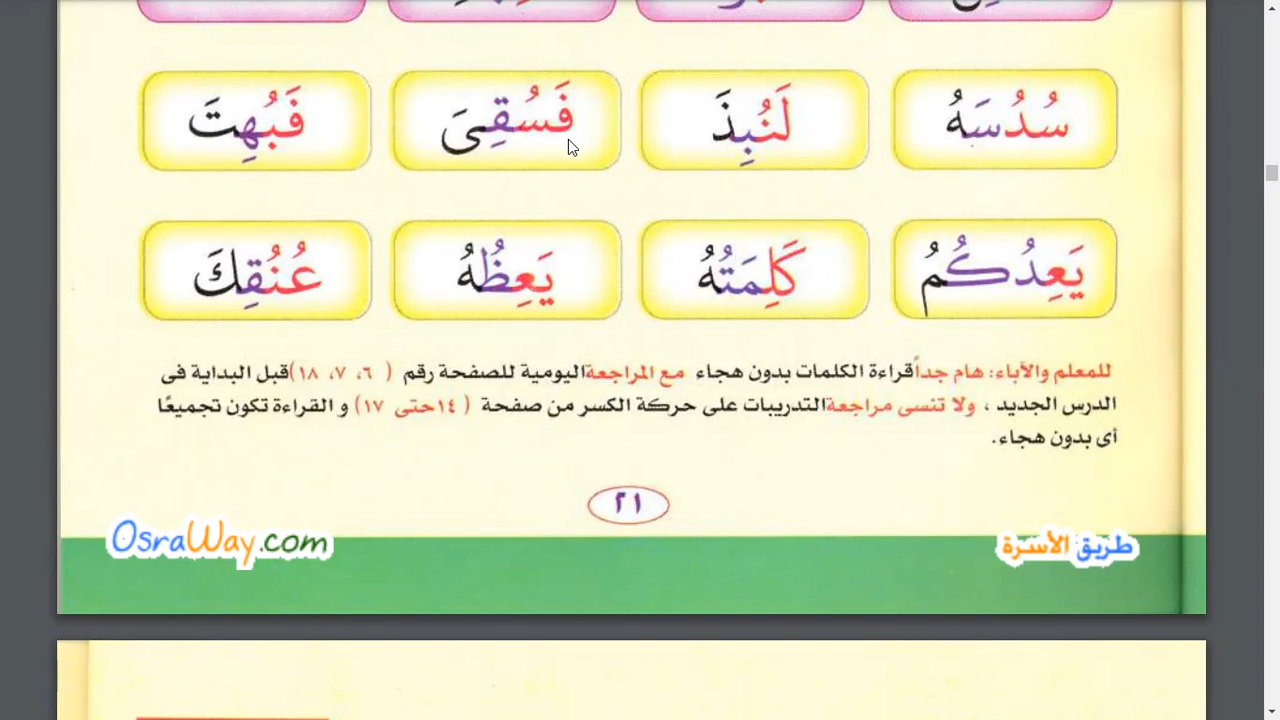 سُدُسَهُ لَنُبِذَ فَسُقِىَ فَبُهِتَ
يَعِدُكُمُ كَلِمَتُهُ يَعِظُهُ عُنُقِكَ
للمعلم والآباء: هام جداً قراءة الكلمات بدون هجاء مع المراجعة اليومية للصفحة رقم ( ٦، ٧، ١٨) قبل البداية فى
الدرس الجديد ، ولا تنسى مراجعة التدريبات على حركة الكسر من صفحة ( ١٤حتى ١٧) و القراءة تكون تجميعًا
أى بدون هجاء.
٢١
طريق الأسرة OsraWay.com